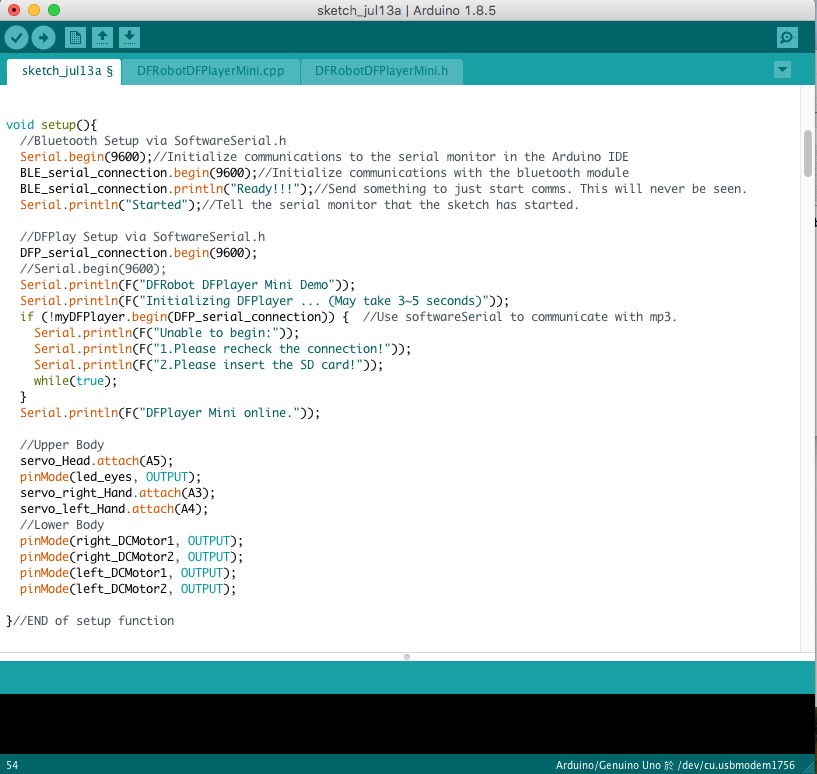 sketch_jul13a | Arduino 1.8.5
sketch_jul13a §
DFRobotDFPlayerMini.cpp
DFRobotDFPlayerMini.h
void setup(){
  //Bluetooth Setup via SoftwareSerial.h
  Serial.begin(9600);//Initialize communications to the serial monitor in the Arduino IDE
  BLE_serial_connection.begin(9600);//Initialize communications with the bluetooth module
  BLE_serial_connection.println("Ready!!!");//Send something to just start comms. This will never be seen.
  Serial.println("Started");//Tell the serial monitor that the sketch has started.
  //DFPlay Setup via SoftwareSerial.h
  DFP_serial_connection.begin(9600);
  //Serial.begin(9600);
  Serial.println(F("DFRobot DFPlayer Mini Demo"));
  Serial.println(F("Initializing DFPlayer ... (May take 3~5 seconds)"));
  if (!myDFPlayer.begin(DFP_serial_connection)) {  //Use softwareSerial to communicate with mp3.
    Serial.println(F("Unable to begin:"));
    Serial.println(F("1.Please recheck the connection!"));
    Serial.println(F("2.Please insert the SD card!"));
    while(true);
  }
  Serial.println(F("DFPlayer Mini online."));
  //Upper Body
  servo_Head.attach(A5);
  pinMode(led_eyes, OUTPUT);
  servo_right_Hand.attach(A3);
  servo_left_Hand.attach(A4);
  //Lower Body
  pinMode(right_DCMotor1, OUTPUT);
  pinMode(right_DCMotor2, OUTPUT);
  pinMode(left_DCMotor1, OUTPUT);
  pinMode(left_DCMotor2, OUTPUT);
}//END of setup function
54
Arduino/Genuino Uno 於 /dev/cu.usbmodem1756